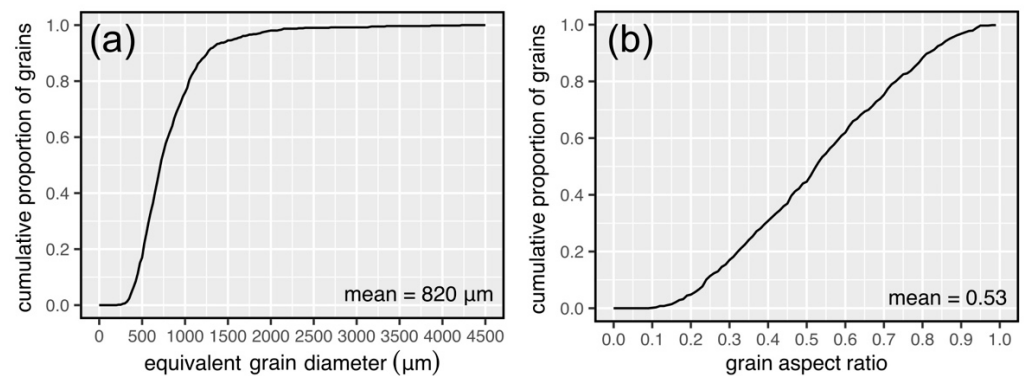 (a)
cumulative proportion of grains
1.0
0.8
0.6
0.4
0.2
0.0
mean = 820 μm
0 500 1000 1500 2000 2500 3000 3500 4000 4500
equivalent grain diameter (μm)
(b)
cumulative proportion of grains
1.0
0.8
0.6
0.4
0.2
0.0
mean = 0.53
0.0 0.1 0.2 0.3 0.4 0.5 0.6 0.7 0.8 0.9 1.0
grain aspect ratio